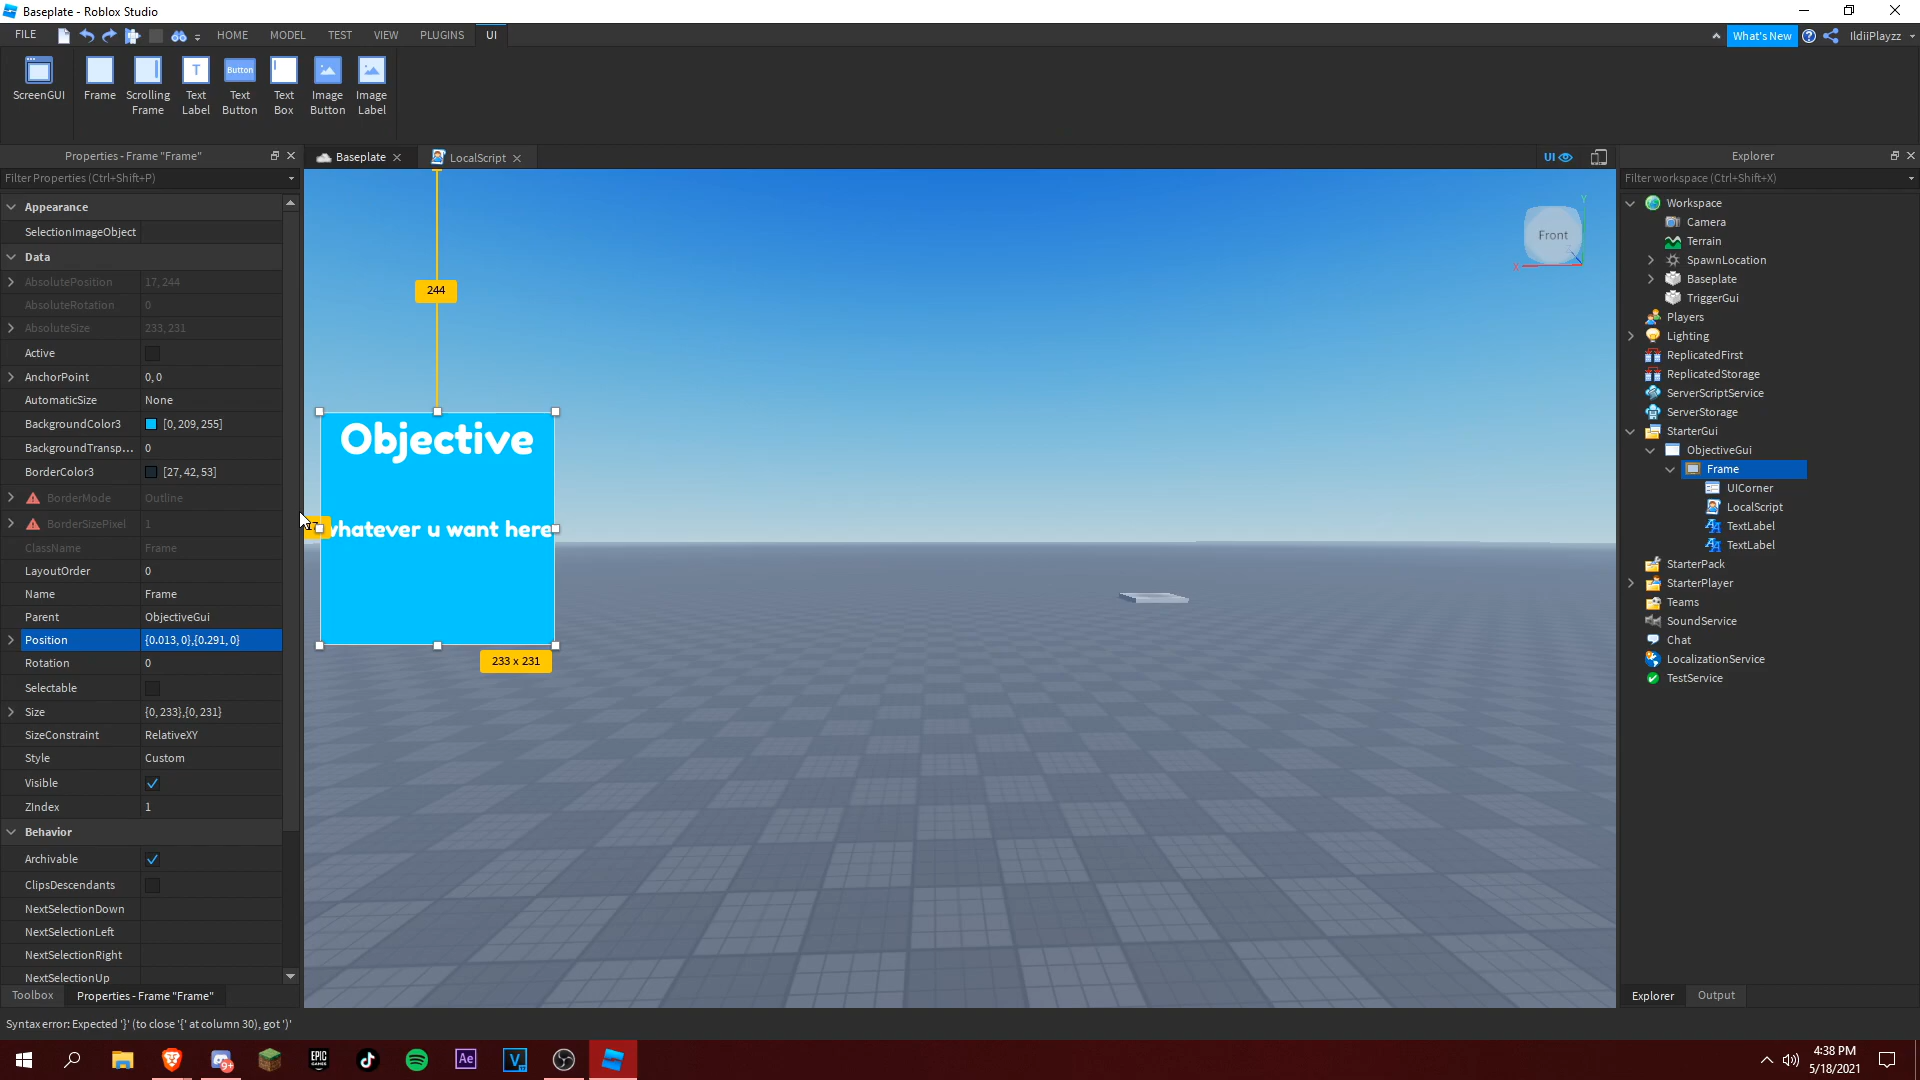 Baseplate - Roblox Studio
FILE HOME MODEL TEST VIEW PLUGINS UI What's New IldiiPlayzz
ScreenGUI Frame Scrolling Frame Text Label Button Text Button Text Box Image Button Image Label
Properties - Frame "Frame"
Filter Properties (Ctrl+Shift+P)
Appearance
SelectionImageObject
Data
AbsolutePosition 17, 244
AbsoluteRotation 0
AbsoluteSize 233, 231
Active
AnchorPoint 0, 0
AutomaticSize None
BackgroundColor3 [0, 209, 255]
BackgroundTransp... 0
BorderColor3 [27, 42, 53]
BorderMode Outline
BorderSizePixel 1
ClassName Frame
LayoutOrder 0
Name Frame
Parent ObjectiveGui
Position {0.013, 0},{0.291, 0}
Rotation 0
Selectable
Size {0, 233},{0, 231}
SizeConstraint RelativeXY
Style Custom
Visible
ZIndex 1
Behavior
Archivable
ClipsDescendants
NextSelectionDown
NextSelectionLeft
NextSelectionRight
NextSelectionUp
Toolbox Properties - Frame "Frame"
Syntax error: Expected '}' (to close '{' at column 30), got ')'
Baseplate LocalScript UI
244
Objective
whatever u want here
233 x 231
Front
Y
X
Explorer
Filter workspace (Ctrl+Shift+X)
Workspace
Camera
Terrain
SpawnLocation
Baseplate
TriggerGui
Players
Lighting
ReplicatedFirst
ReplicatedStorage
ServerScriptService
ServerStorage
StarterGui
ObjectiveGui
Frame
UICorner
LocalScript
TextLabel
TextLabel
StarterPack
StarterPlayer
Teams
SoundService
Chat
LocalizationService
TestService
Explorer Output
9+ EPIC GAMES Ae V
4:38 PM
5/18/2021